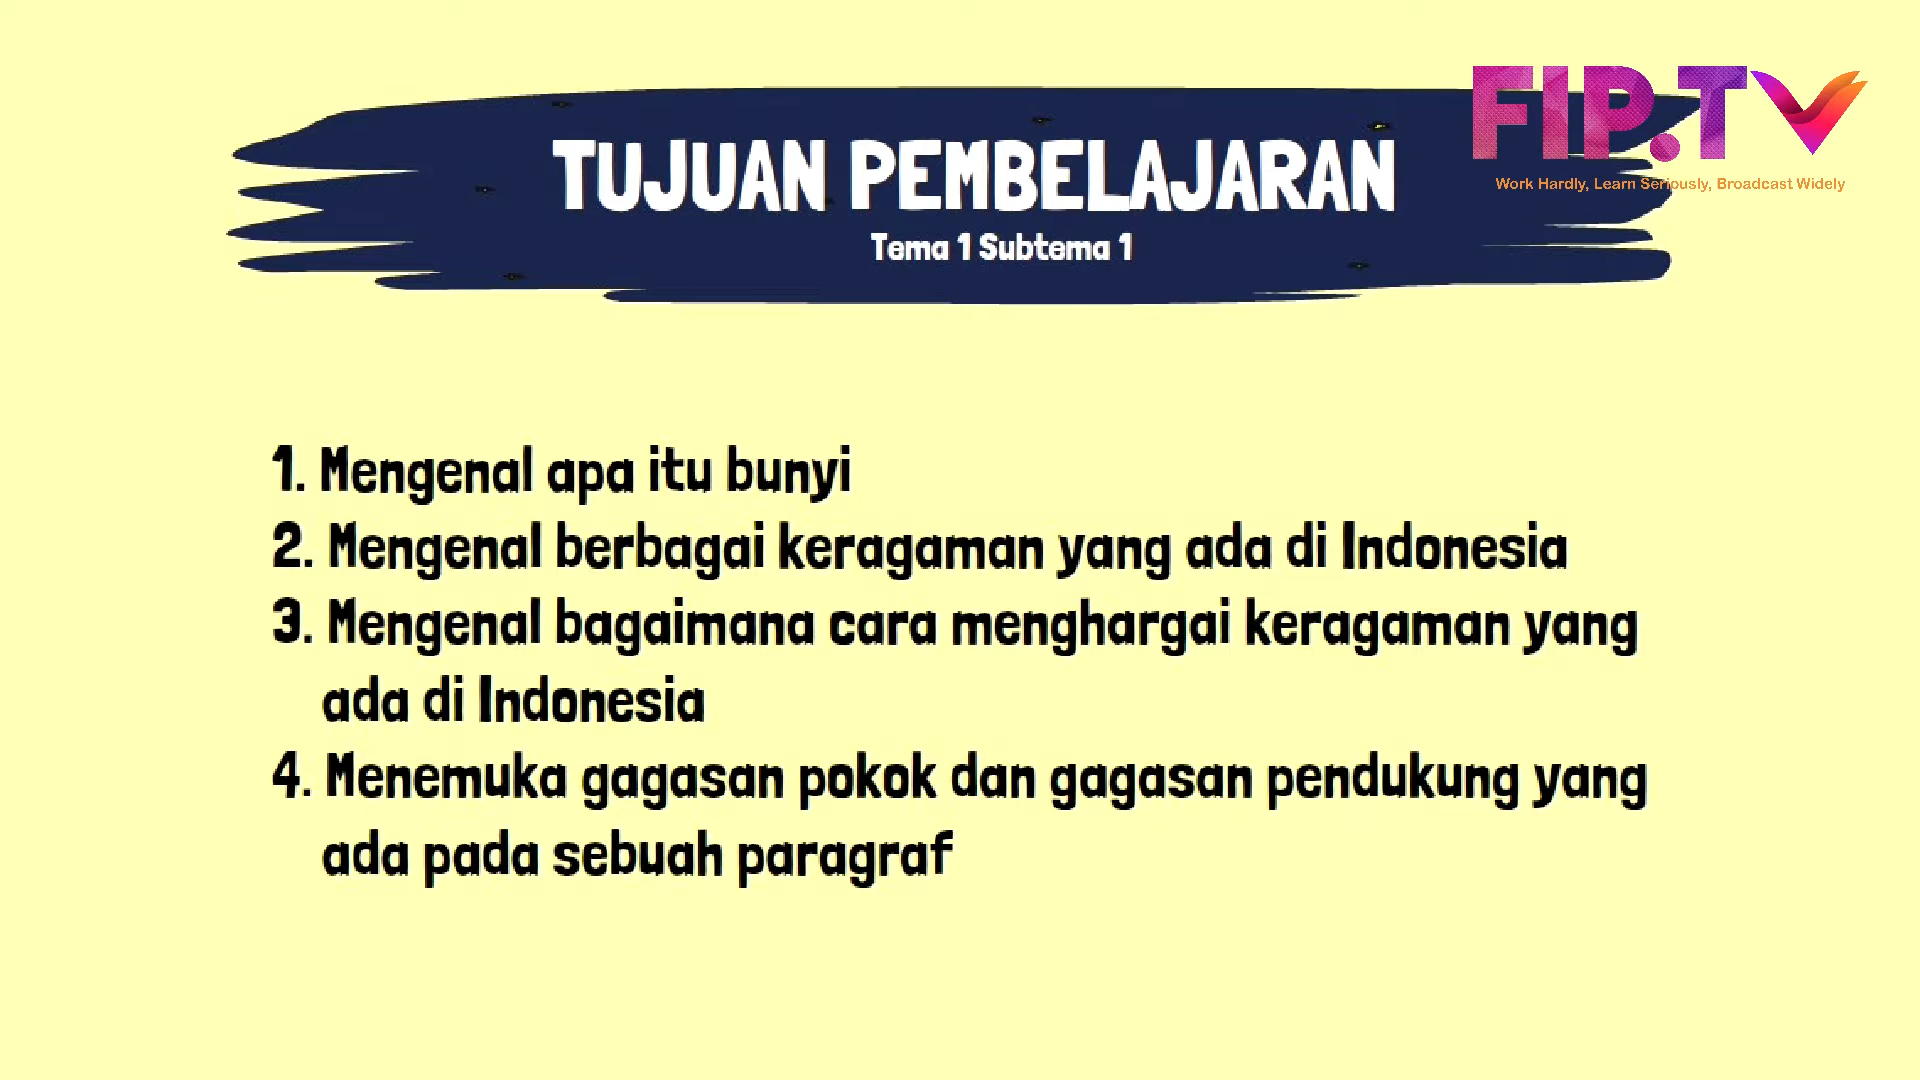 FIP.TV
Work Hardly, Learn Seriously, Broadcast Widely
TUJUAN PEMBELAJARAN
Tema 1 Subtema 1
1. Mengenal apa itu bunyi
2. Mengenal berbagai keragaman yang ada di Indonesia
3. Mengenal bagaimana cara menghargai keragaman yang
ada di Indonesia
4. Menemuka gagasan pokok dan gagasan pendukung yang
ada pada sebuah paragraf